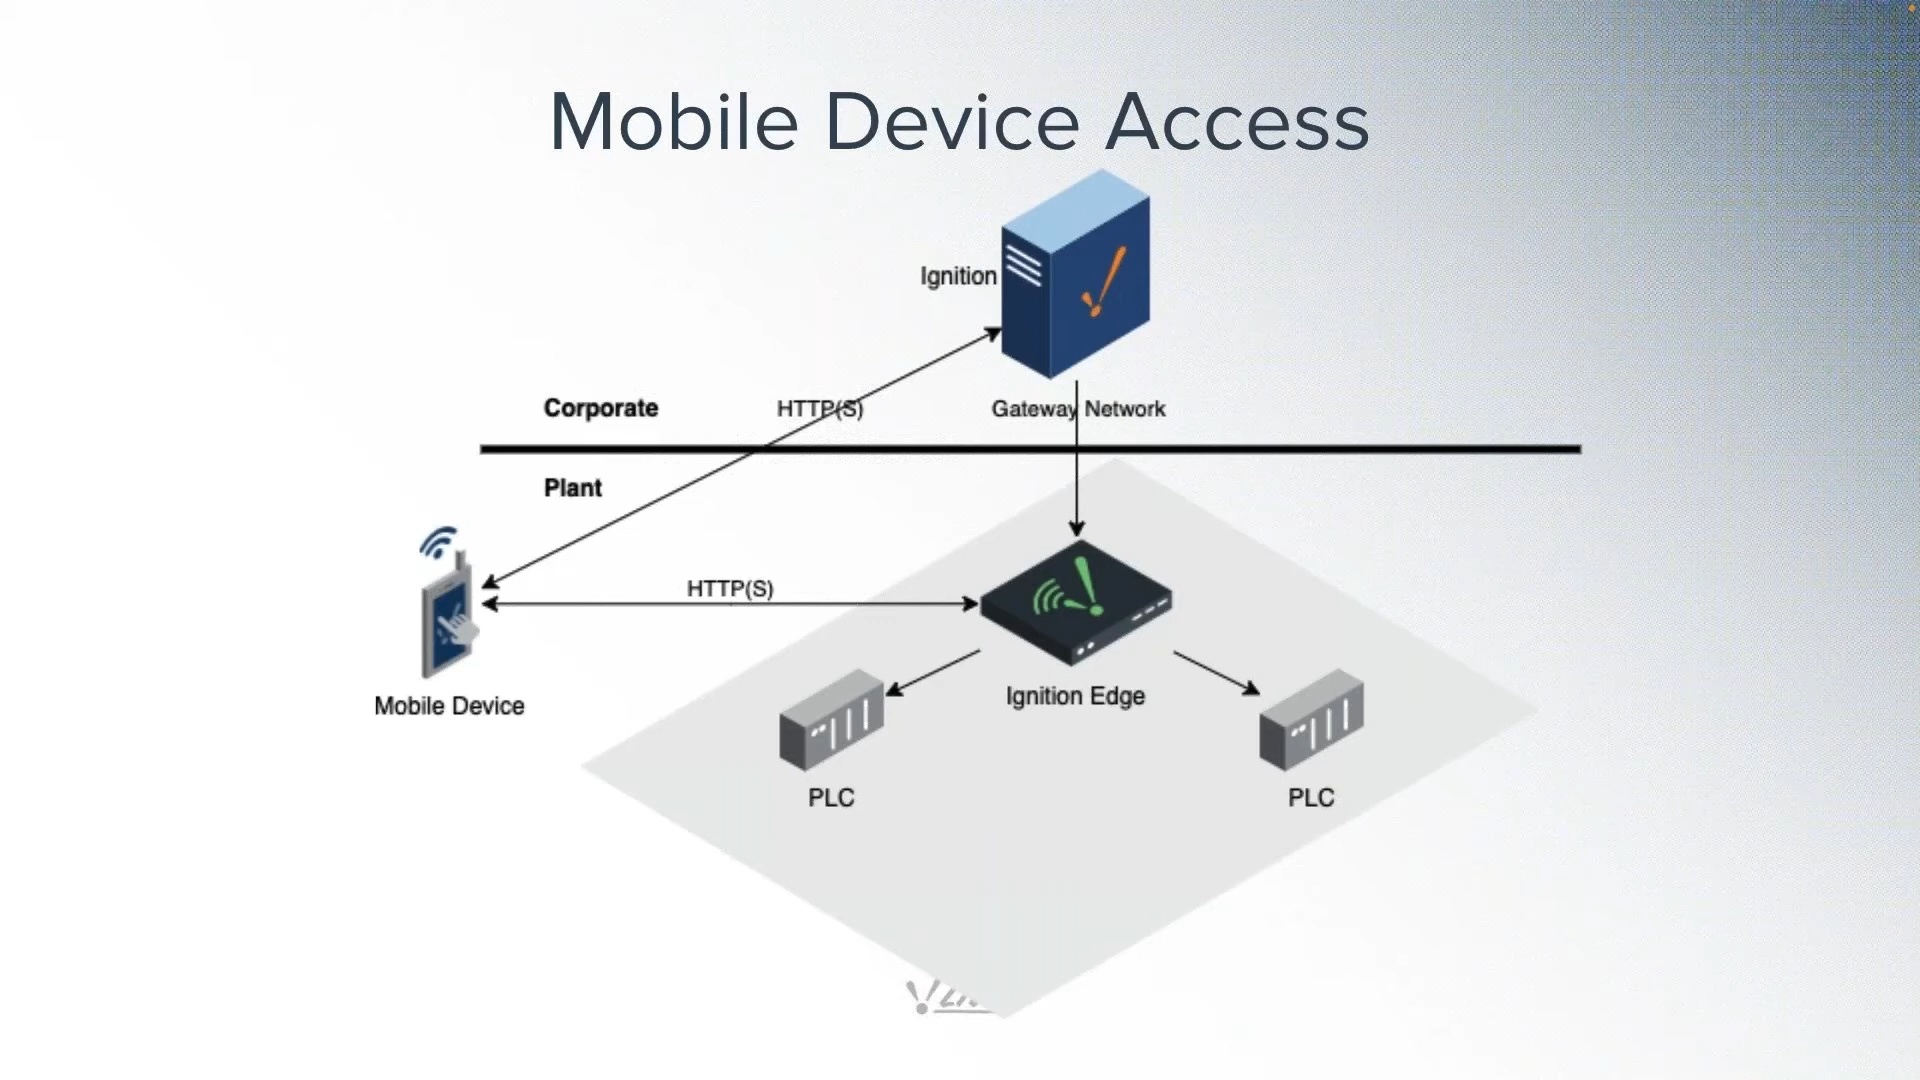 Mobile Device Access
Ignition
Corporate
HTTP(S)
Gateway Network
Plant
HTTP(S)
Mobile Device
Ignition Edge
PLC
PLC